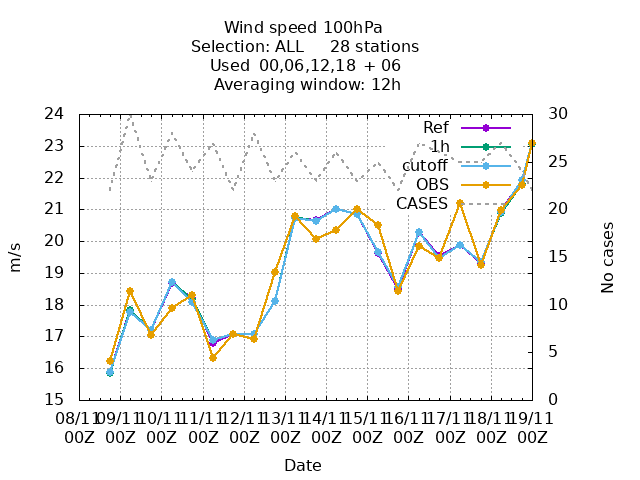 Wind speed 100hPa
Selection: ALL 28 stations
Used 00,06,12,18 + 06
Averaging window: 12h
24
23
22
21
20
19
18
17
16
15
m/s
30
25
20
15
10
5
0
No cases
Ref
1h
cutoff
OBS
CASES
08/11 09/11 10/11 11/11 12/11 13/11 14/11 15/11 16/11 17/11 18/11 19/11
00Z 00Z 00Z 00Z 00Z 00Z 00Z 00Z 00Z 00Z 00Z 00Z
Date